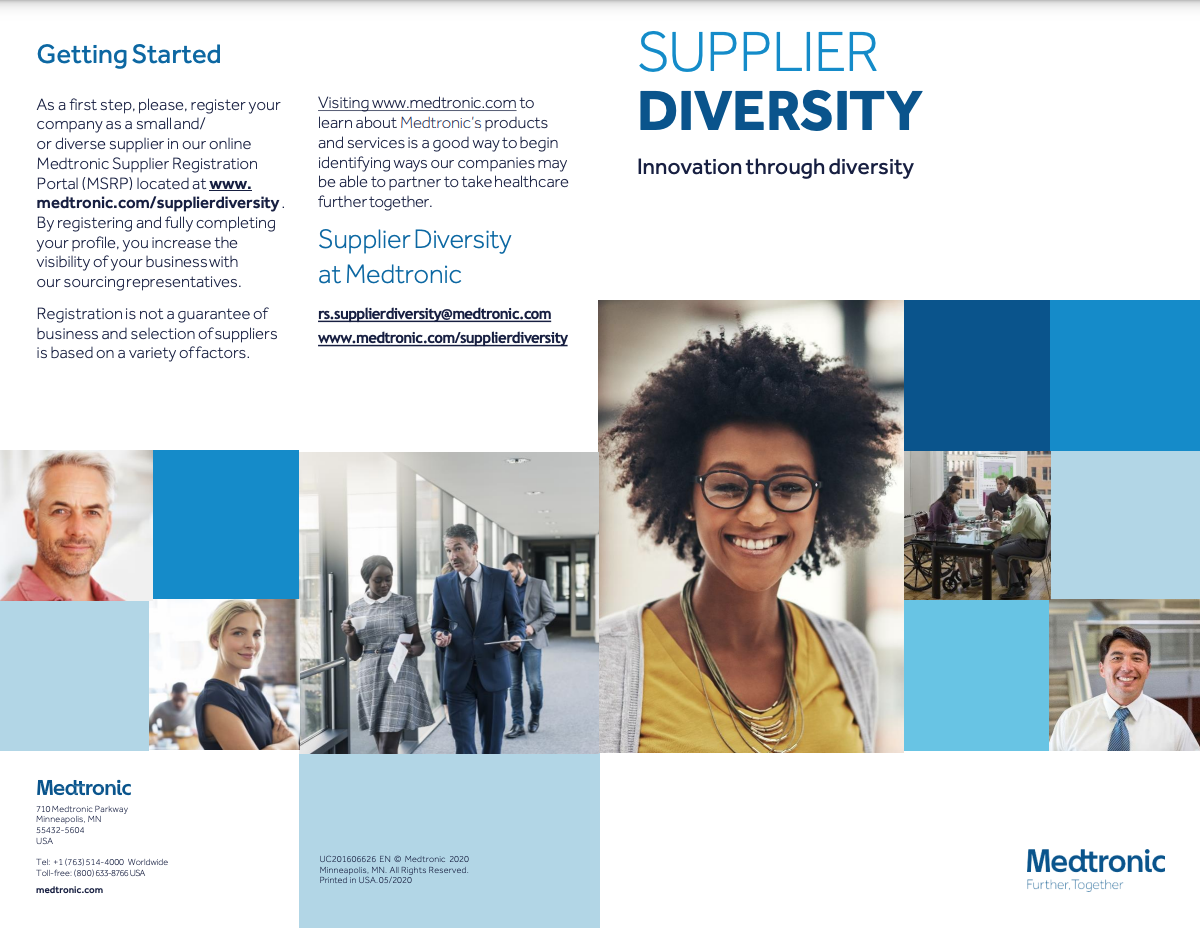 Getting Started
As a first step, please, register your
company as a small and/
or diverse supplier in our online
Medtronic Supplier Registration
Portal (MSRP) located at www.
medtronic.com/supplierdiversity .
By registering and fully completing
your profile, you increase the
visibility of your business with
our sourcing representatives.
Registration is not a guarantee of
business and selection of suppliers
is based on a variety of factors.
Visiting www.medtronic.com to
learn about Medtronic's products
and services is a good way to begin
identifying ways our companies may
be able to partner to take healthcare
further together.
Supplier Diversity
at Medtronic
rs.supplierdiversity@medtronic.com
www.medtronic.com/supplierdiversity
SUPPLIER
DIVERSITY
Innovation through diversity
Medtronic
710 Medtronic Parkway
Minneapolis, MN
55432-5604
USA
Tel: +1 (763) 514-4000 Worldwide
Toll-free: (800) 633-8766 USA
medtronic.com
UC201606626 EN © Medtronic 2020
Minneapolis, MN. All Rights Reserved.
Printed in USA. 05/2020
Medtronic
Further. Together